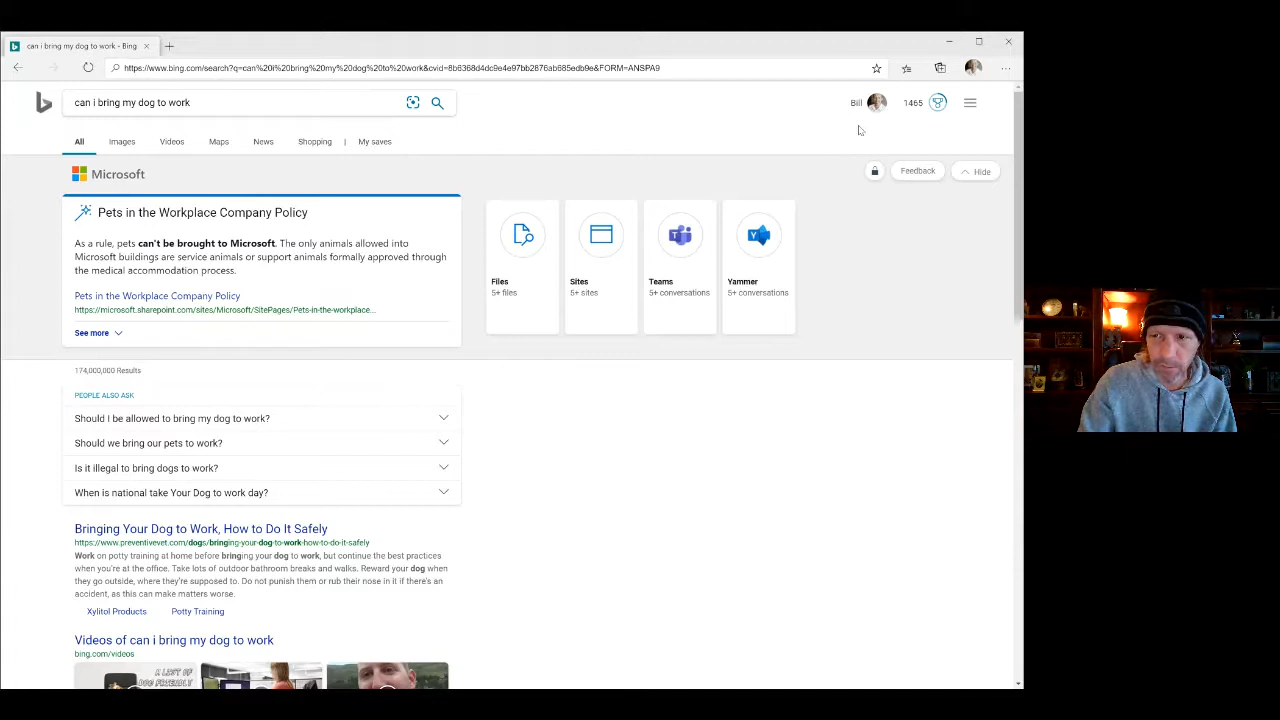 can i bring my dog to work - Bing
https://www.bing.com/search?q=can%20i%20bring%20my%20dog%20to%20work&cvid=8b6368d4dc9e4e97bb2876ab685edb9e&FORM=ANSPA9
can i bring my dog to work
Bill
1465
All
Images
Videos
Maps
News
Shopping
My saves
Microsoft
Feedback
Hide
Pets in the Workplace Company Policy
As a rule, pets can't be brought to Microsoft. The only animals allowed into
Microsoft buildings are service animals or support animals formally approved through
the medical accommodation process.
Pets in the Workplace Company Policy
https://microsoft.sharepoint.com/sites/Microsoft/SitePages/Pets-in-the-workplace...
See more
Files
5+ files
Sites
5+ sites
Teams
5+ conversations
Yammer
5+ conversations
174,000,000 Results
PEOPLE ALSO ASK
Should I be allowed to bring my dog to work?
Should we bring our pets to work?
Is it illegal to bring dogs to work?
When is national take Your Dog to work day?
Bringing Your Dog to Work, How to Do It Safely
https://www.preventivevet.com/dogs/bringing-your-dog-to-work-how-to-do-it-safely
Work on potty training at home before bringing your dog to work, but continue the best practices
when you're at the office. Take lots of outdoor bathroom breaks and walks. Reward your dog when
they go outside, where they're supposed to. Do not punish them or rub their nose in it if there's an
accident, as this can make matters worse.
Xylitol Products
Potty Training
Videos of can i bring my dog to work
bing.com/videos
A LIST OF
DOG FRIENDLY